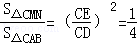 S△CMN/S△CAB = (CE/CD)² = 1/4